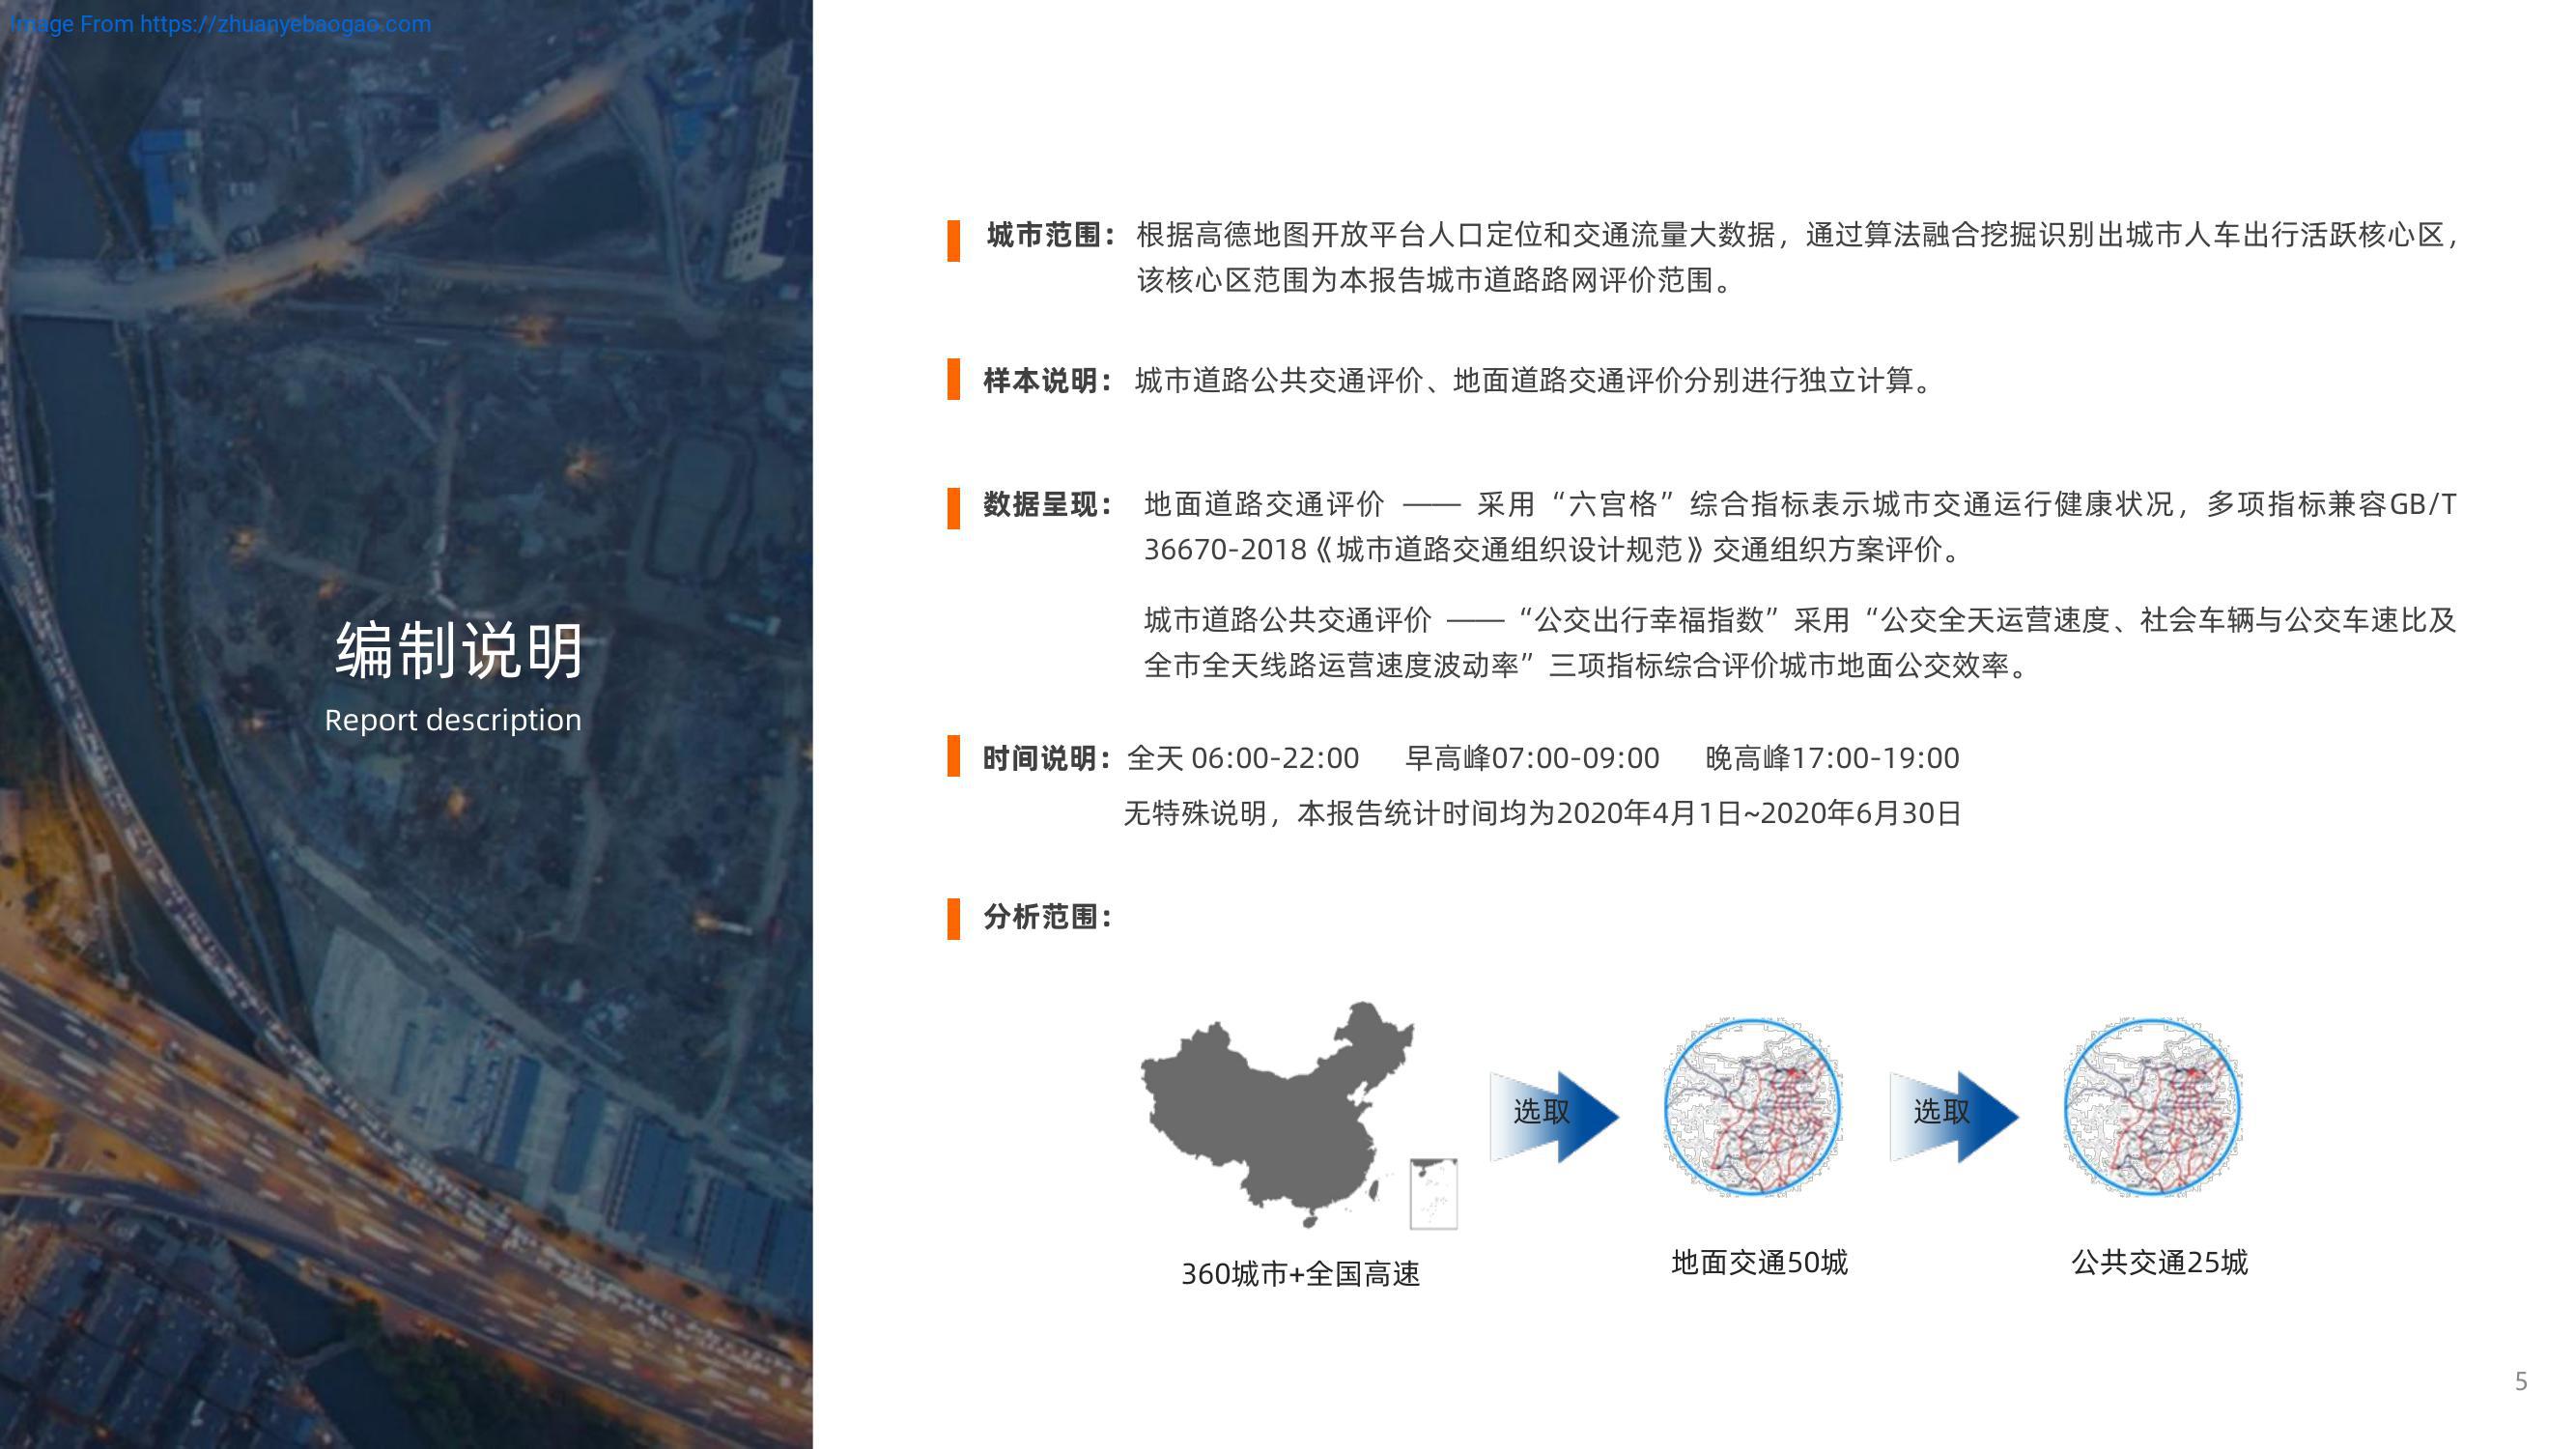 Image From https://zhuanyebaogao.com
编制说明
Report description
城市范围：根据高德地图开放平台人口定位和交通流量大数据，通过算法融合挖掘识别出城市人车出行活跃核心区，
该核心区范围为本报告城市道路路网评价范围。
样本说明：城市道路公共交通评价、地面道路交通评价分别进行独立计算。
数据呈现：地面道路交通评价 —— 采用“六宫格”综合指标表示城市交通运行健康状况，多项指标兼容GB/T
36670-2018《城市道路交通组织设计规范》交通组织方案评价。
城市道路公共交通评价 ——“公交出行幸福指数”采用“公交全天运营速度、社会车辆与公交车速比及
全市全天线路运营速度波动率”三项指标综合评价城市地面公交效率。
时间说明：全天 06:00-22:00 早高峰07:00-09:00 晚高峰17:00-19:00
无特殊说明，本报告统计时间均为2020年4月1日~2020年6月30日
分析范围：
选取
选取
360城市+全国高速
地面交通50城
公共交通25城
5